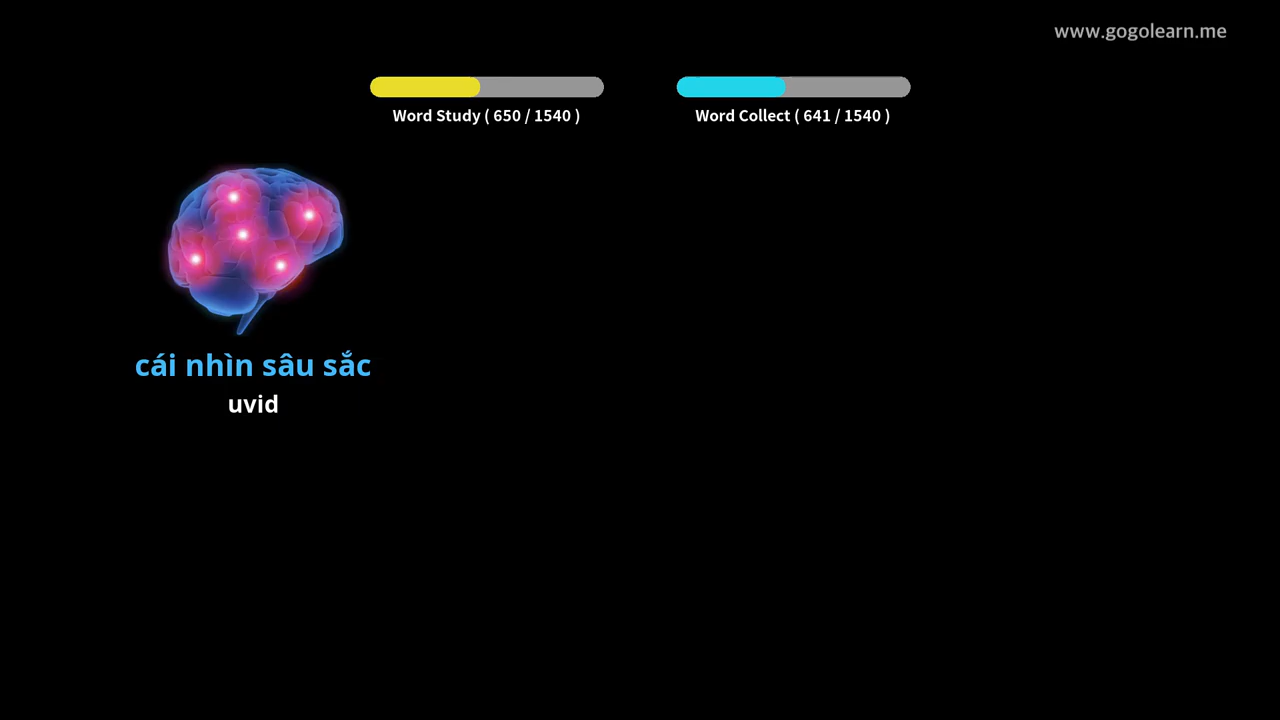 www.gogolearn.me
Word Study ( 650 / 1540 )
Word Collect ( 641 / 1540 )
cái nhìn sâu sắc
uvid